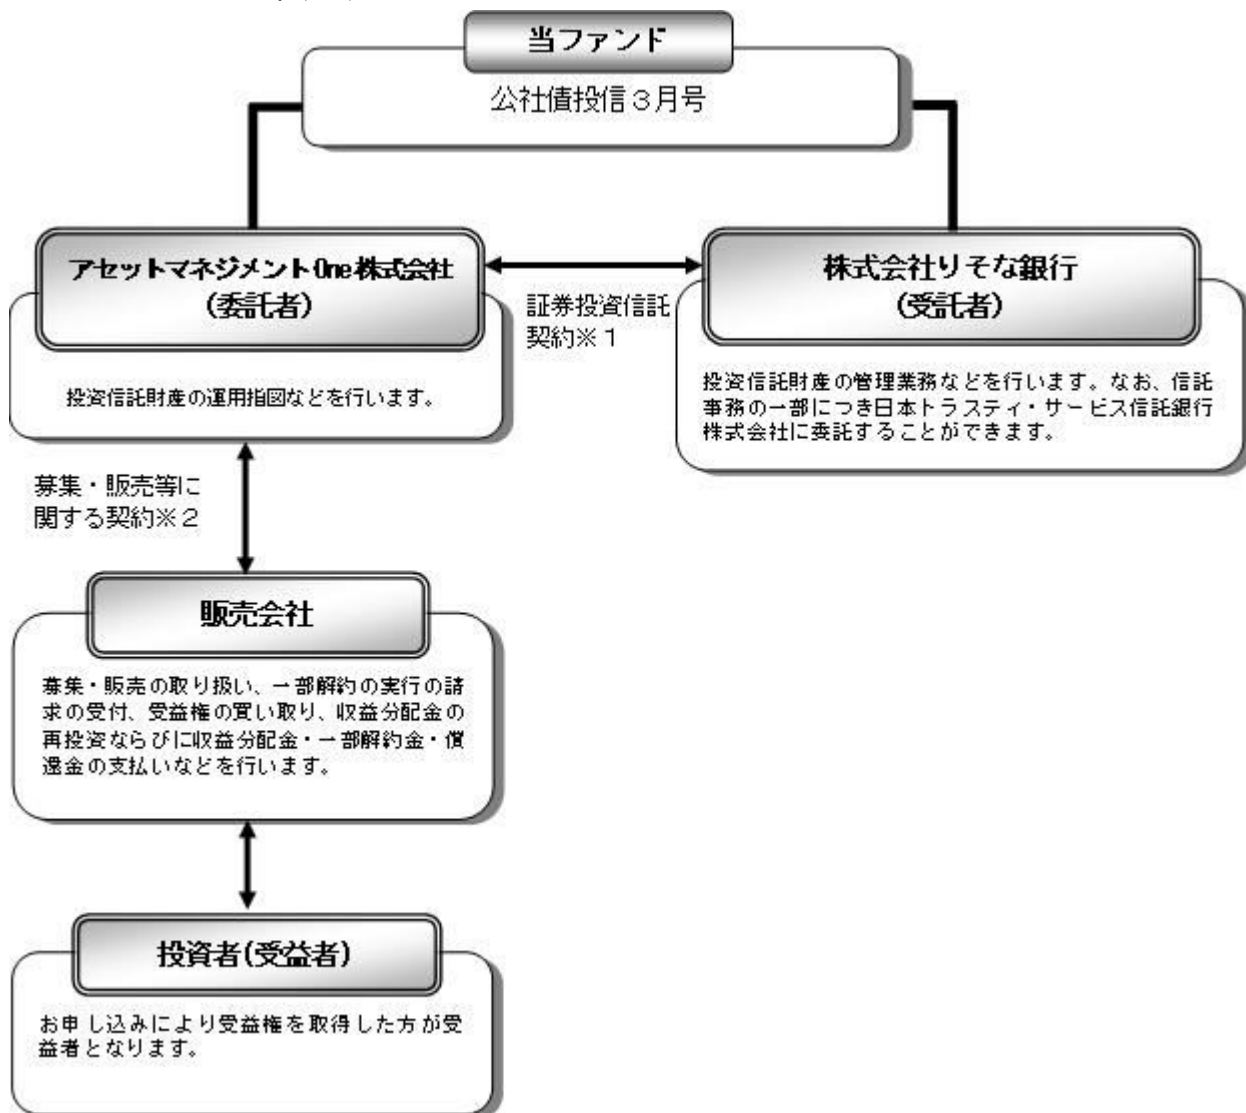 当ファンド
公社債投信３月号
アセットマネジメントOne株式会社
(委託者)
投資信託財産の運用指図などを行います。
証券投資信託
契約※１
株式会社りそな銀行
(受託者)
投資信託財産の管理業務などを行います。なお、信託
事務の一部につき日本トラスティ・サービス信託銀行
株式会社に委託することができます。
募集・販売等に
関する契約※２
販売会社
募集・販売の取り扱い、一部解約の実行の請
求の受付、受益権の買い取り、収益分配金の
再投資ならびに収益分配金・一部解約金・償
還金の支払いなどを行います。
投資者(受益者)
お申し込みにより受益権を取得した方が受
益者となります。